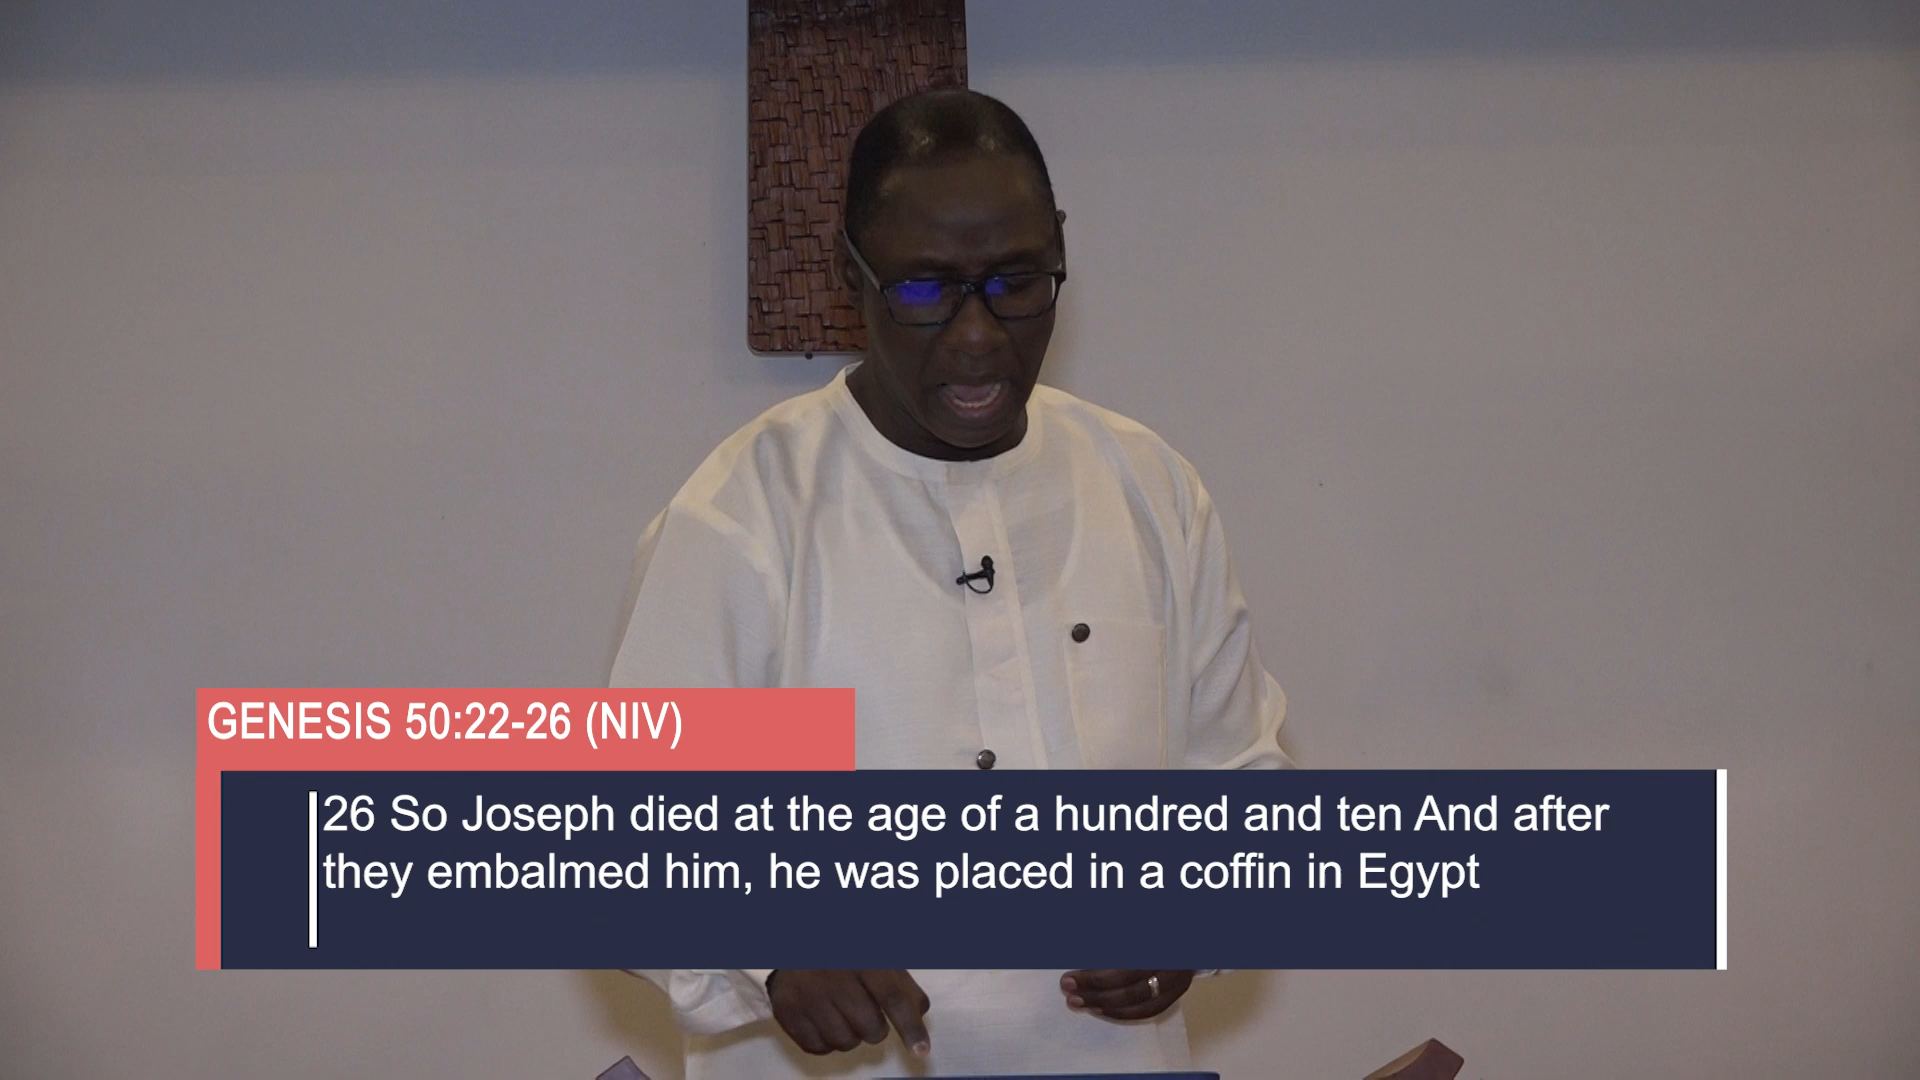 GENESIS 50:22-26 (NIV)
26 So Joseph died at the age of a hundred and ten And after
they embalmed him, he was placed in a coffin in Egypt